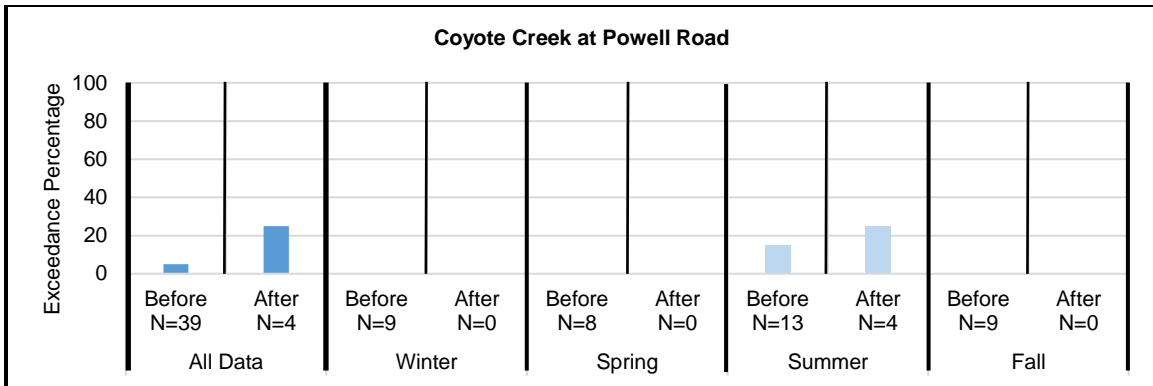 Coyote Creek at Powell Road
Exceedance Percentage
100
80
60
40
20
0
Before After Before After Before After Before After Before After
N=39 N=4 N=9 N=0 N=8 N=0 N=13 N=4 N=9 N=0
All Data Winter Spring Summer Fall